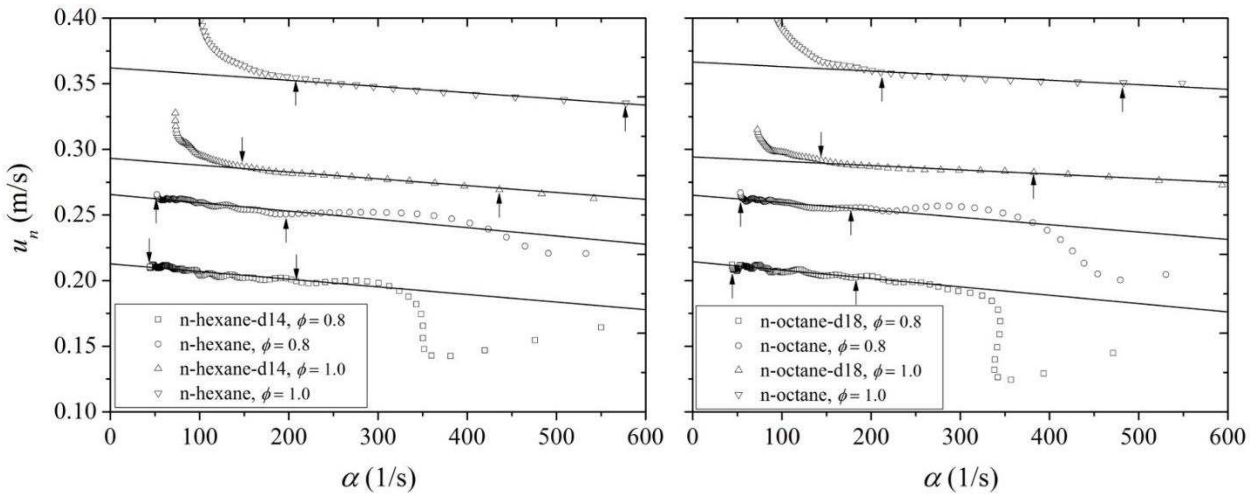 0.40
0.35
0.30
0.25
0.20
0.15
0.10
u_n (m/s)
□ n-hexane-d14, ϕ = 0.8
○ n-hexane, ϕ = 0.8
△ n-hexane-d14, ϕ = 1.0
▽ n-hexane, ϕ = 1.0
0 100 200 300 400 500 600
α (1/s)
□ n-octane-d18, ϕ = 0.8
○ n-octane, ϕ = 0.8
△ n-octane-d18, ϕ = 1.0
▽ n-octane, ϕ = 1.0
0 100 200 300 400 500 600
α (1/s)